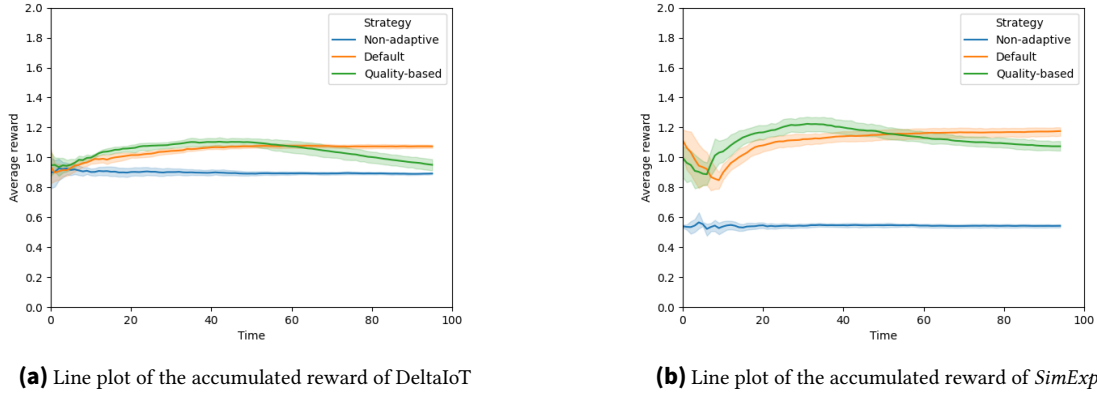 2.0
1.8
1.6
1.4
1.2
1.0
0.8
0.6
0.4
0.2
0.0
Average reward
0
20
40
60
80
100
Time
Strategy
Non-adaptive
Default
Quality-based
(a) Line plot of the accumulated reward of DeltaIoT
2.0
1.8
1.6
1.4
1.2
1.0
0.8
0.6
0.4
0.2
0.0
Average reward
0
20
40
60
80
100
Time
Strategy
Non-adaptive
Default
Quality-based
(b) Line plot of the accumulated reward of SimExp